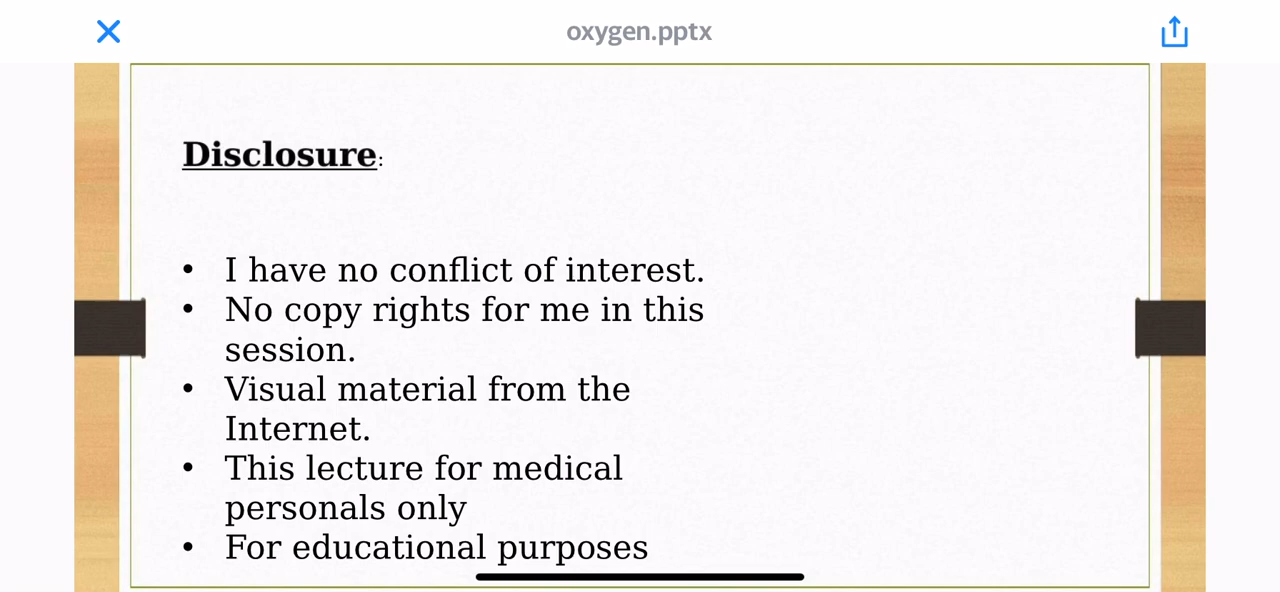 oxygen.pptx
Disclosure:
• I have no conflict of interest.
• No copy rights for me in this
session.
• Visual material from the
Internet.
• This lecture for medical
personals only
• For educational purposes